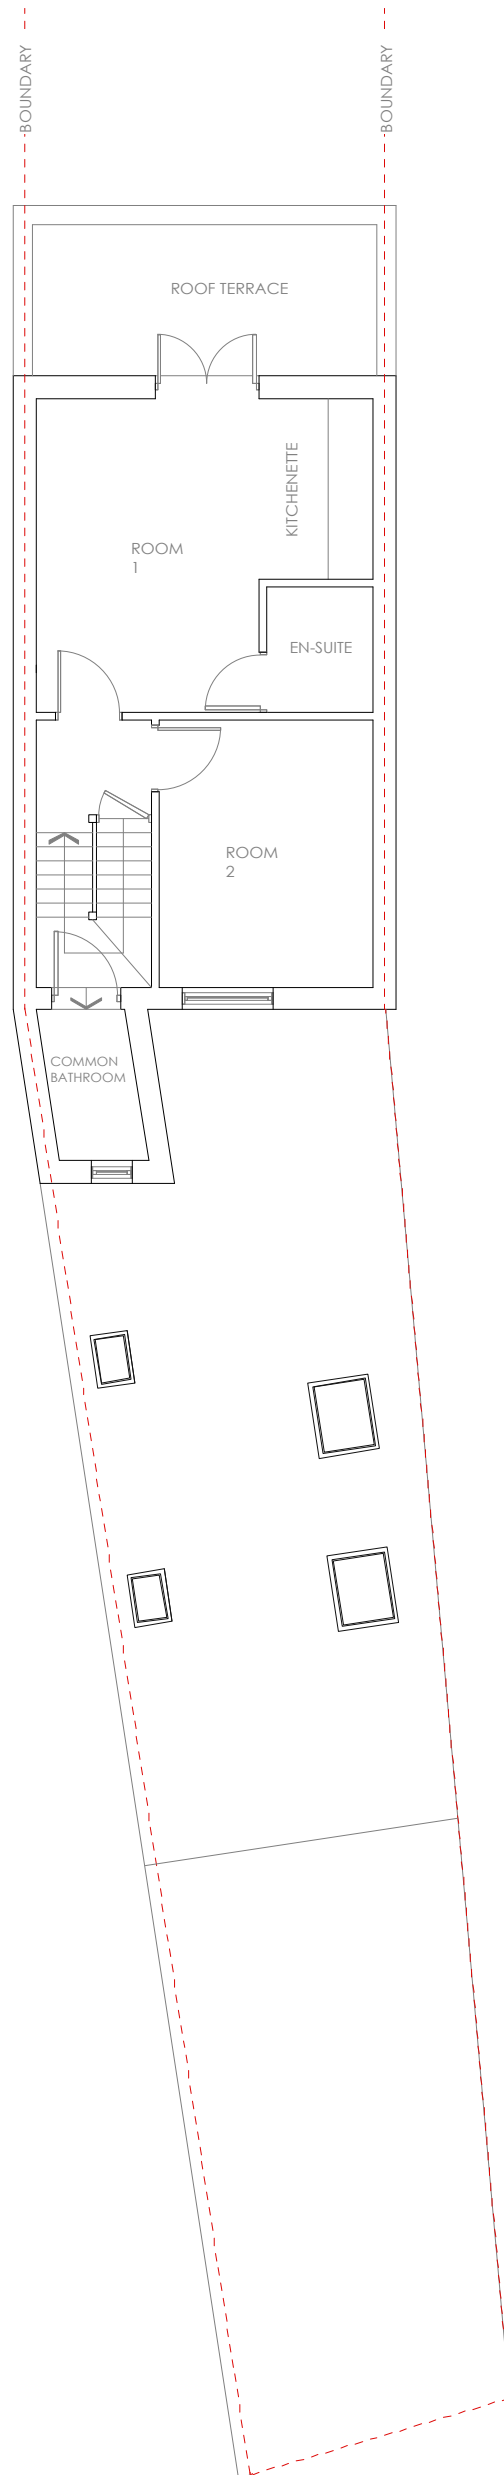 BOUNDARY
BOUNDARY
ROOF TERRACE
KITCHENETTE
ROOM
1
EN-SUITE
ROOM
2
COMMON
BATHROOM